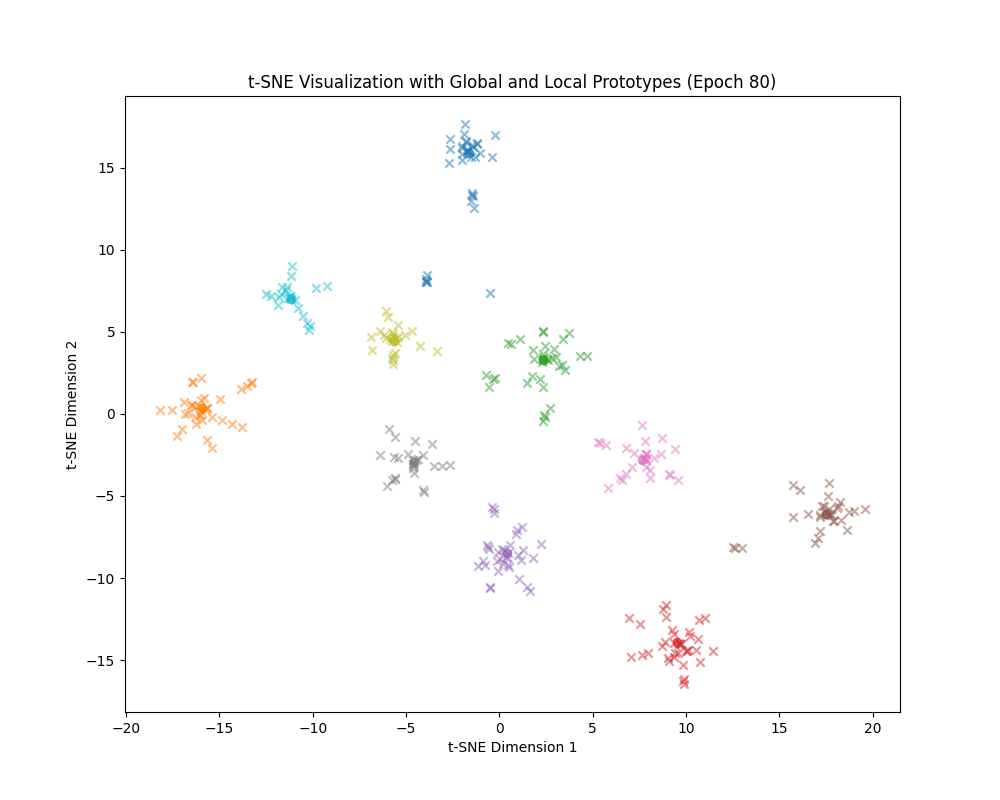 t-SNE Visualization with Global and Local Prototypes (Epoch 80)
t-SNE Dimension 2
15
10
5
0
−5
−10
−15
−20 −15 −10 −5 0 5 10 15 20
t-SNE Dimension 1